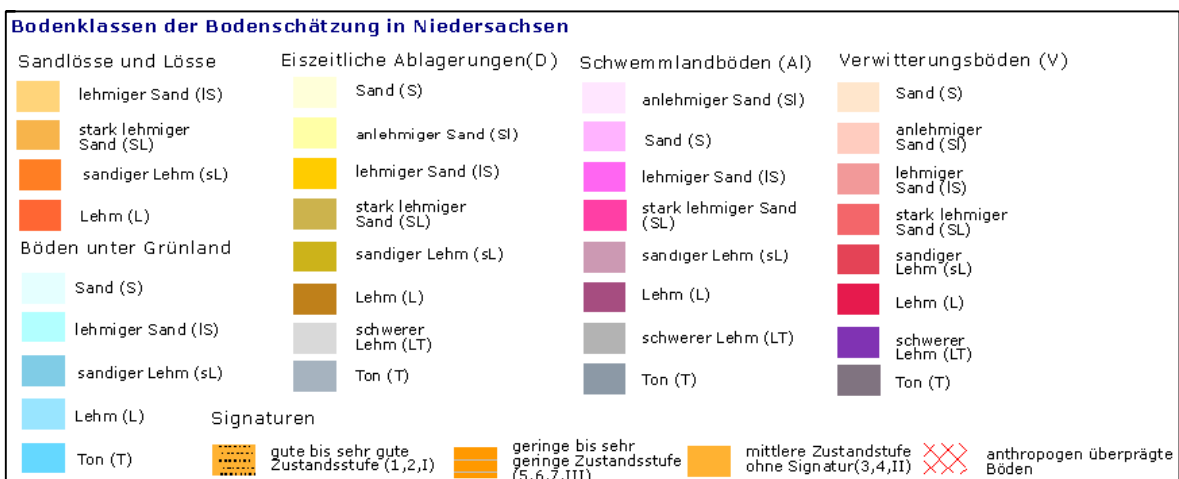 Bodenklassen der Bodenschätzung in Niedersachsen
Sandlösse und Lösse
lehmiger Sand (lS)
stark lehmiger
Sand (SL)
sandiger Lehm (sL)
Lehm (L)
Böden unter Grünland
Sand (S)
lehmiger Sand (lS)
sandiger Lehm (sL)
Lehm (L)
Ton (T)
Eiszeitliche Ablagerungen(D)
Sand (S)
anlehmiger Sand (Sl)
lehmiger Sand (lS)
stark lehmiger
Sand (SL)
sandiger Lehm (sL)
Lehm (L)
schwerer
Lehm (LT)
Ton (T)
Schwemmlandböden (Al)
anlehmiger Sand (Sl)
Sand (S)
lehmiger Sand (lS)
stark lehmiger Sand
(SL)
sandiger Lehm (sL)
Lehm (L)
schwerer Lehm (LT)
Ton (T)
Verwitterungsböden (V)
Sand (S)
anlehmiger
Sand (Sl)
lehmiger
Sand (lS)
stark lehmiger
Sand (SL)
sandiger
Lehm (sL)
Lehm (L)
schwerer
Lehm (LT)
Ton (T)
Signaturen
gute bis sehr gute
Zustandsstufe (1,2,I)
geringe bis sehr
geringe Zustandsstufe
(5,6,7,III)
mittlere Zustandstufe
ohne Signatur(3,4,II)
anthropogen überprägte
Böden